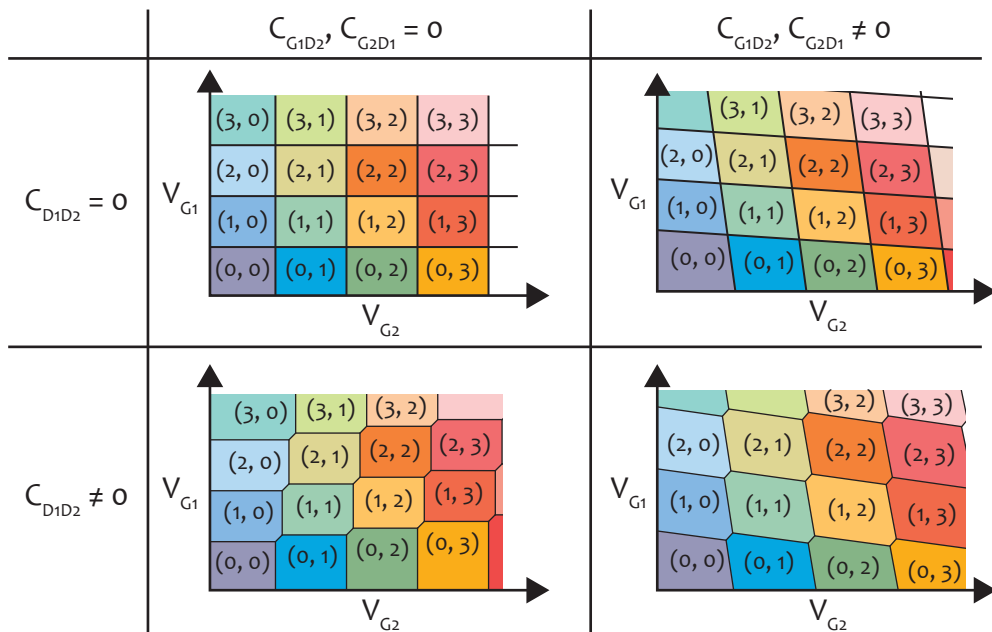 C_G1D2, C_G2D1 = 0
C_G1D2, C_G2D1 ≠ 0
C_D1D2 = 0
V_G1
(3, 0) (3, 1) (3, 2) (3, 3)
(2, 0) (2, 1) (2, 2) (2, 3)
(1, 0) (1, 1) (1, 2) (1, 3)
(0, 0) (0, 1) (0, 2) (0, 3)
V_G2
V_G1
(3, 1) (3, 2) (3, 3)
(2, 0) (2, 1) (2, 2) (2, 3)
(1, 0) (1, 1) (1, 2) (1, 3)
(0, 0) (0, 1) (0, 2) (0, 3)
V_G2
C_D1D2 ≠ 0
V_G1
(3, 0) (3, 1) (3, 2)
(2, 0) (2, 1) (2, 2) (2, 3)
(1, 0) (1, 1) (1, 2) (1, 3)
(0, 0) (0, 1) (0, 2) (0, 3)
V_G2
V_G1
(3, 2) (3, 3)
(2, 0) (2, 1) (2, 2) (2, 3)
(1, 0) (1, 1) (1, 2) (1, 3)
(0, 0) (0, 1) (0, 2) (0, 3)
V_G2